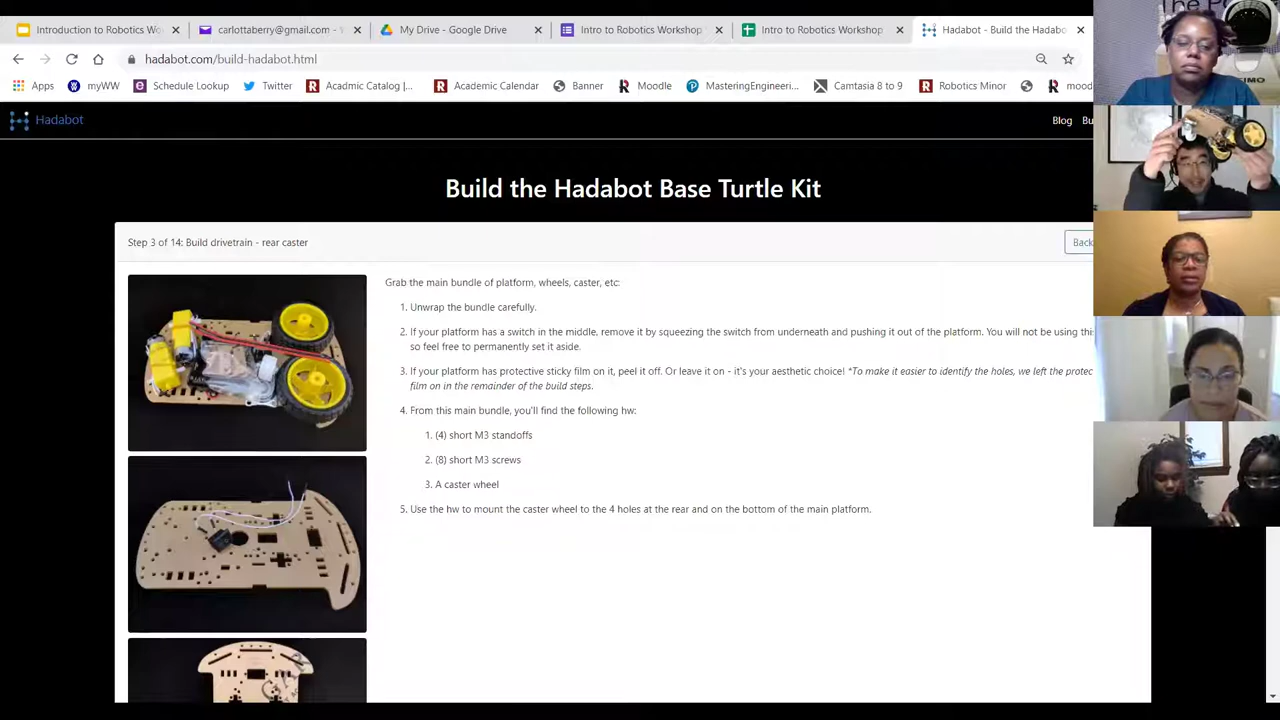 Introduction to Robotics Wo
carlottaberry@gmail.com -
My Drive - Google Drive
Intro to Robotics Workshop
Intro to Robotics Workshop
Hadabot - Build the Hadabo
hadabot.com/build-hadabot.html
Apps
myWW
Schedule Lookup
Twitter
Acadmic Catalog |...
Academic Calendar
Banner
Moodle
MasteringEngineeri...
Camtasia 8 to 9
Robotics Minor
mood
Hadabot
Blog
Bu
Build the Hadabot Base Turtle Kit
Step 3 of 14: Build drivetrain - rear caster
Back
Grab the main bundle of platform, wheels, caster, etc:
1. Unwrap the bundle carefully.
2. If your platform has a switch in the middle, remove it by squeezing the switch from underneath and pushing it out of the platform. You will not be using thi
so feel free to permanently set it aside.
3. If your platform has protective sticky film on it, peel it off. Or leave it on - it's your aesthetic choice! *To make it easier to identify the holes, we left the protec
film on in the remainder of the build steps.
4. From this main bundle, you'll find the following hw:
1. (4) short M3 standoffs
2. (8) short M3 screws
3. A caster wheel
5. Use the hw to mount the caster wheel to the 4 holes at the rear and on the bottom of the main platform.